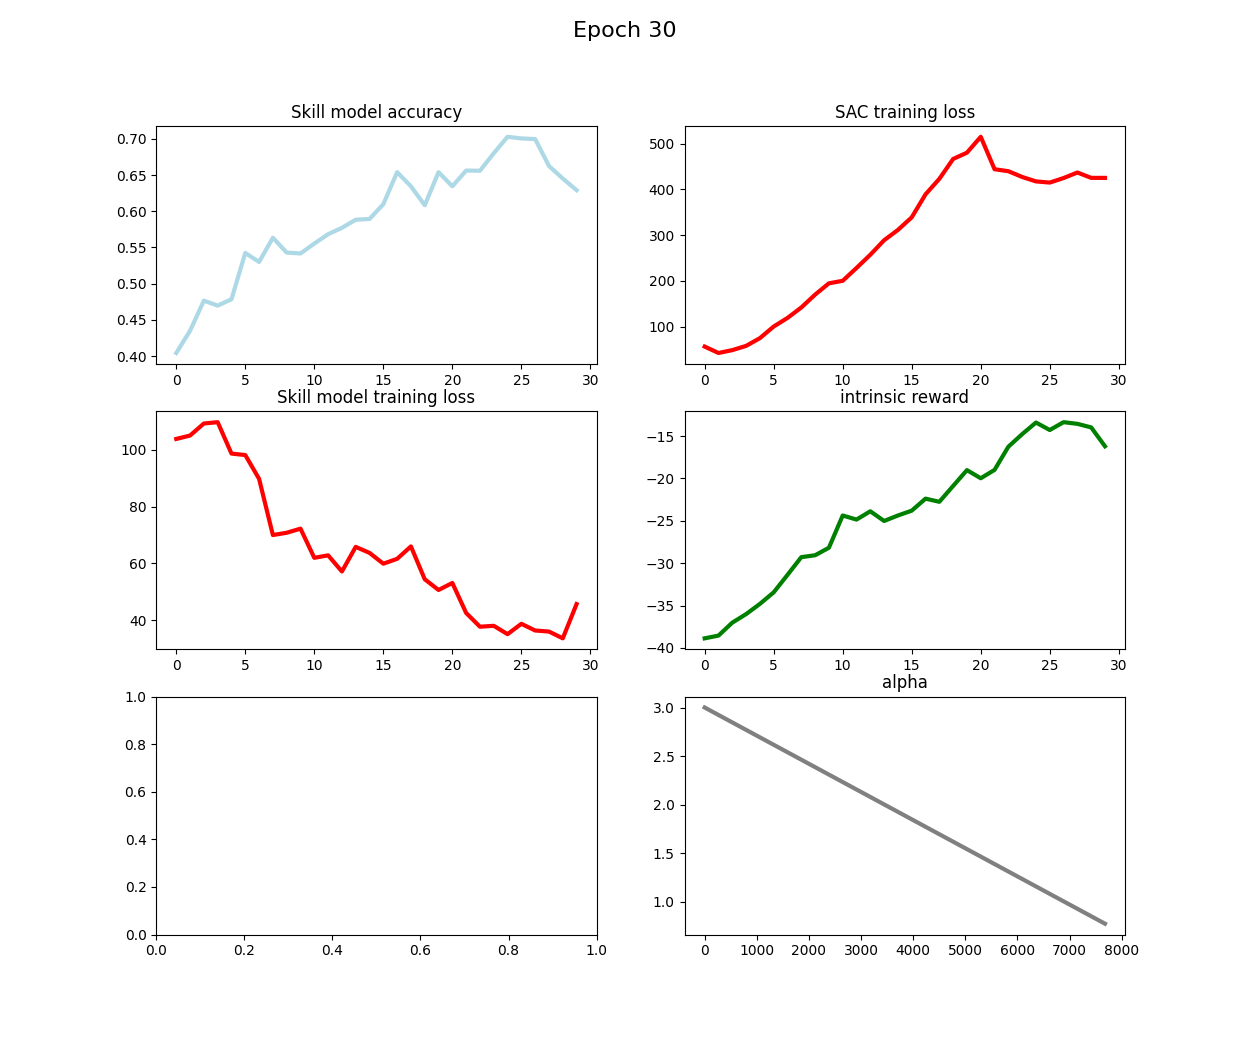 Epoch 30
Skill model accuracy
0.70
0.65
0.60
0.55
0.50
0.45
0.40
0 5 10 15 20 25 30
SAC training loss
500
400
300
200
100
0 5 10 15 20 25 30
Skill model training loss
100
80
60
40
0 5 10 15 20 25 30
intrinsic reward
−15
−20
−25
−30
−35
−40
0 5 10 15 20 25 30
1.0
0.8
0.6
0.4
0.2
0.0
0.0 0.2 0.4 0.6 0.8 1.0
alpha
3.0
2.5
2.0
1.5
1.0
0 1000 2000 3000 4000 5000 6000 7000 8000